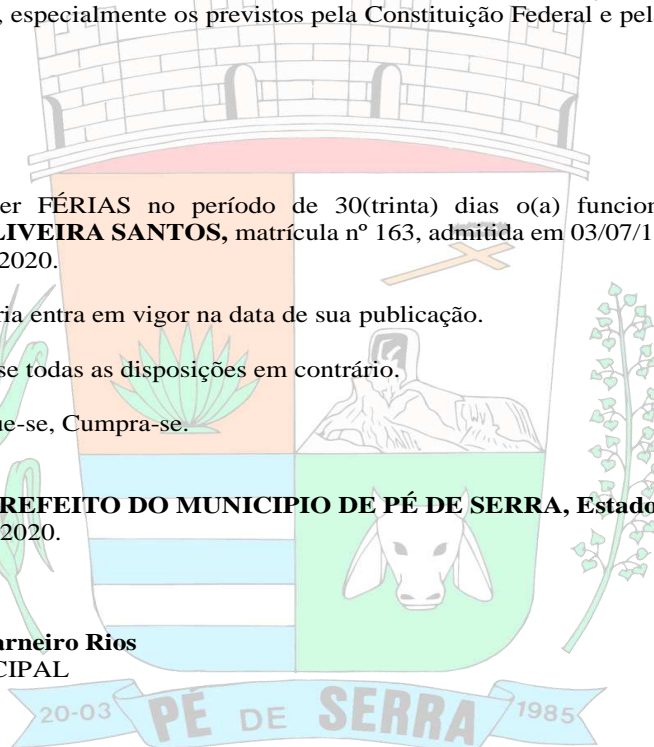 , especialmente os previstos pela Constituição Federal e pel
er FÉRIAS no período de 30(trinta) dias o(a) funcion
LIVEIRA SANTOS, matrícula nº 163, admitida em 03/07/1
2020.
ria entra em vigor na data de sua publicação.
se todas as disposições em contrário.
ue-se, Cumpra-se.
REFEITO DO MUNICIPIO DE PÉ DE SERRA, Estado
2020.
arneiro Rios
CIPAL
20-03 PÉ DE SERRA 1985